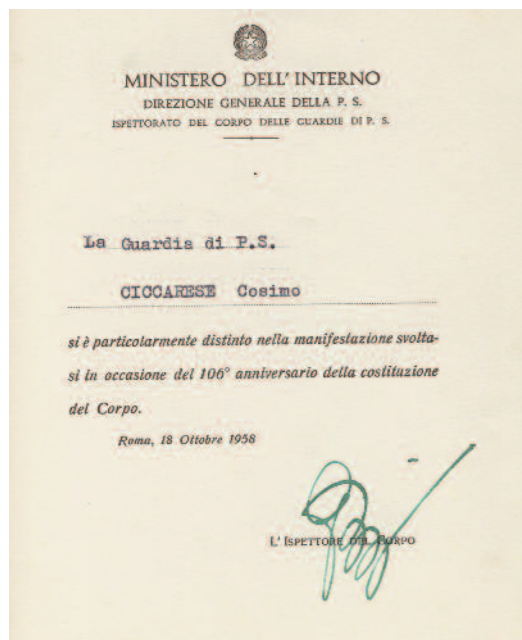 MINISTERO DELL'INTERNO
DIREZIONE GENERALE DELLA P. S.
ISPETTORATO DEL CORPO DELLE GUARDIE DI P. S.
La Guardia di P.S.
CICCARESE Cosimo
si è particolarmente distinto nella manifestazione svolta-
si in occasione del 106° anniversario della costituzione
del Corpo.
Roma, 18 Ottobre 1958
L'ISPETTORE DEL CORPO